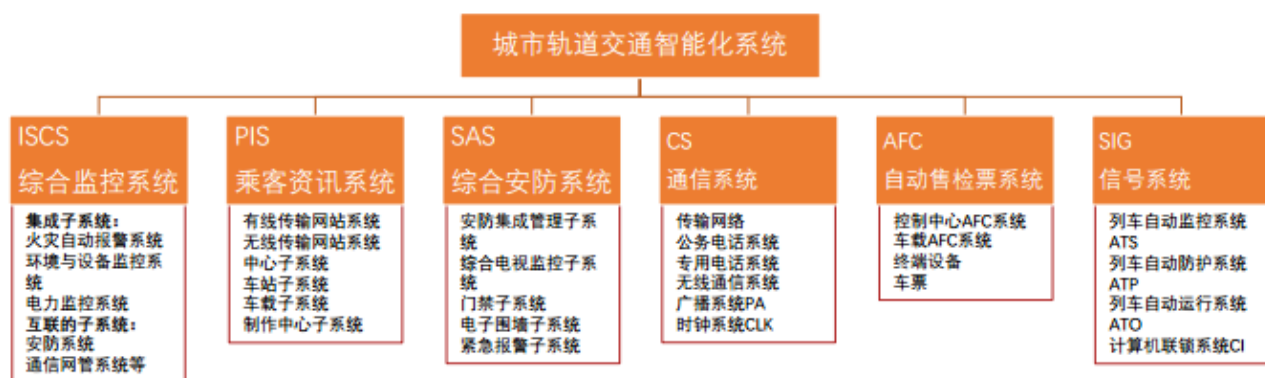 城市轨道交通智能化系统
ISCS
综合监控系统
集成子系统：
火灾自动报警系统
环境与设备监控系
统
电力监控系统
互联的子系统：
安防系统
通信网管系统等
PIS
乘客资讯系统
有线传输网站系统
无线传输网站系统
中心子系统
车站子系统
车载子系统
制作中心子系统
SAS
综合安防系统
安防集成管理子系
统
综合电视监控子系
统
门禁子系统
电子围墙子系统
紧急报警子系统
CS
通信系统
传输网络
公务电话系统
专用电话系统
无线通信系统
广播系统PA
时钟系统CLK
AFC
自动售检票系统
控制中心AFC系统
车载AFC系统
终端设备
车票
SIG
信号系统
列车自动监控系统
ATS
列车自动防护系统
ATP
列车自动运行系统
ATO
计算机联锁系统CI